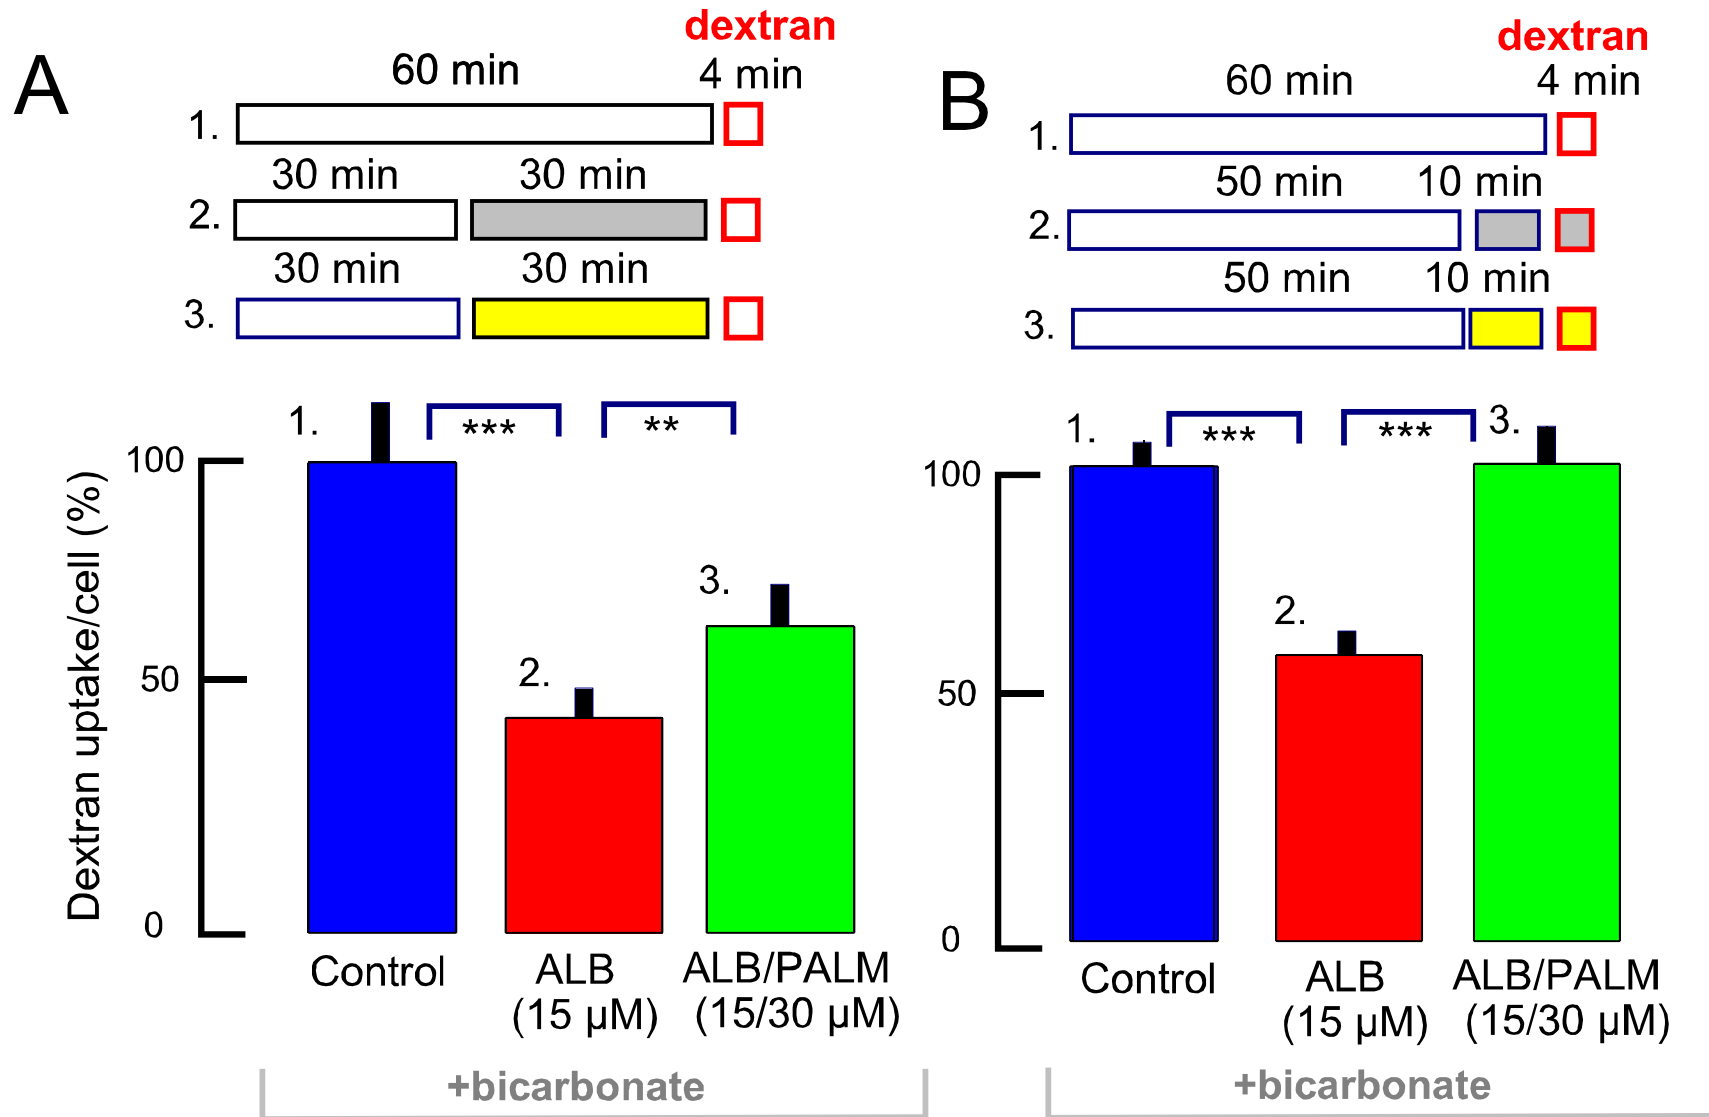 A
dextran
60 min
4 min
1.
30 min
30 min
2.
30 min
30 min
3.
Dextran uptake/cell (%)
100
50
0
1.
***
**
2.
3.
Control
ALB
(15 µM)
ALB/PALM
(15/30 µM)
+bicarbonate
B
dextran
60 min
4 min
1.
50 min
10 min
2.
50 min
10 min
3.
100
50
0
1.
***
***
3.
2.
Control
ALB
(15 µM)
ALB/PALM
(15/30 µM)
+bicarbonate